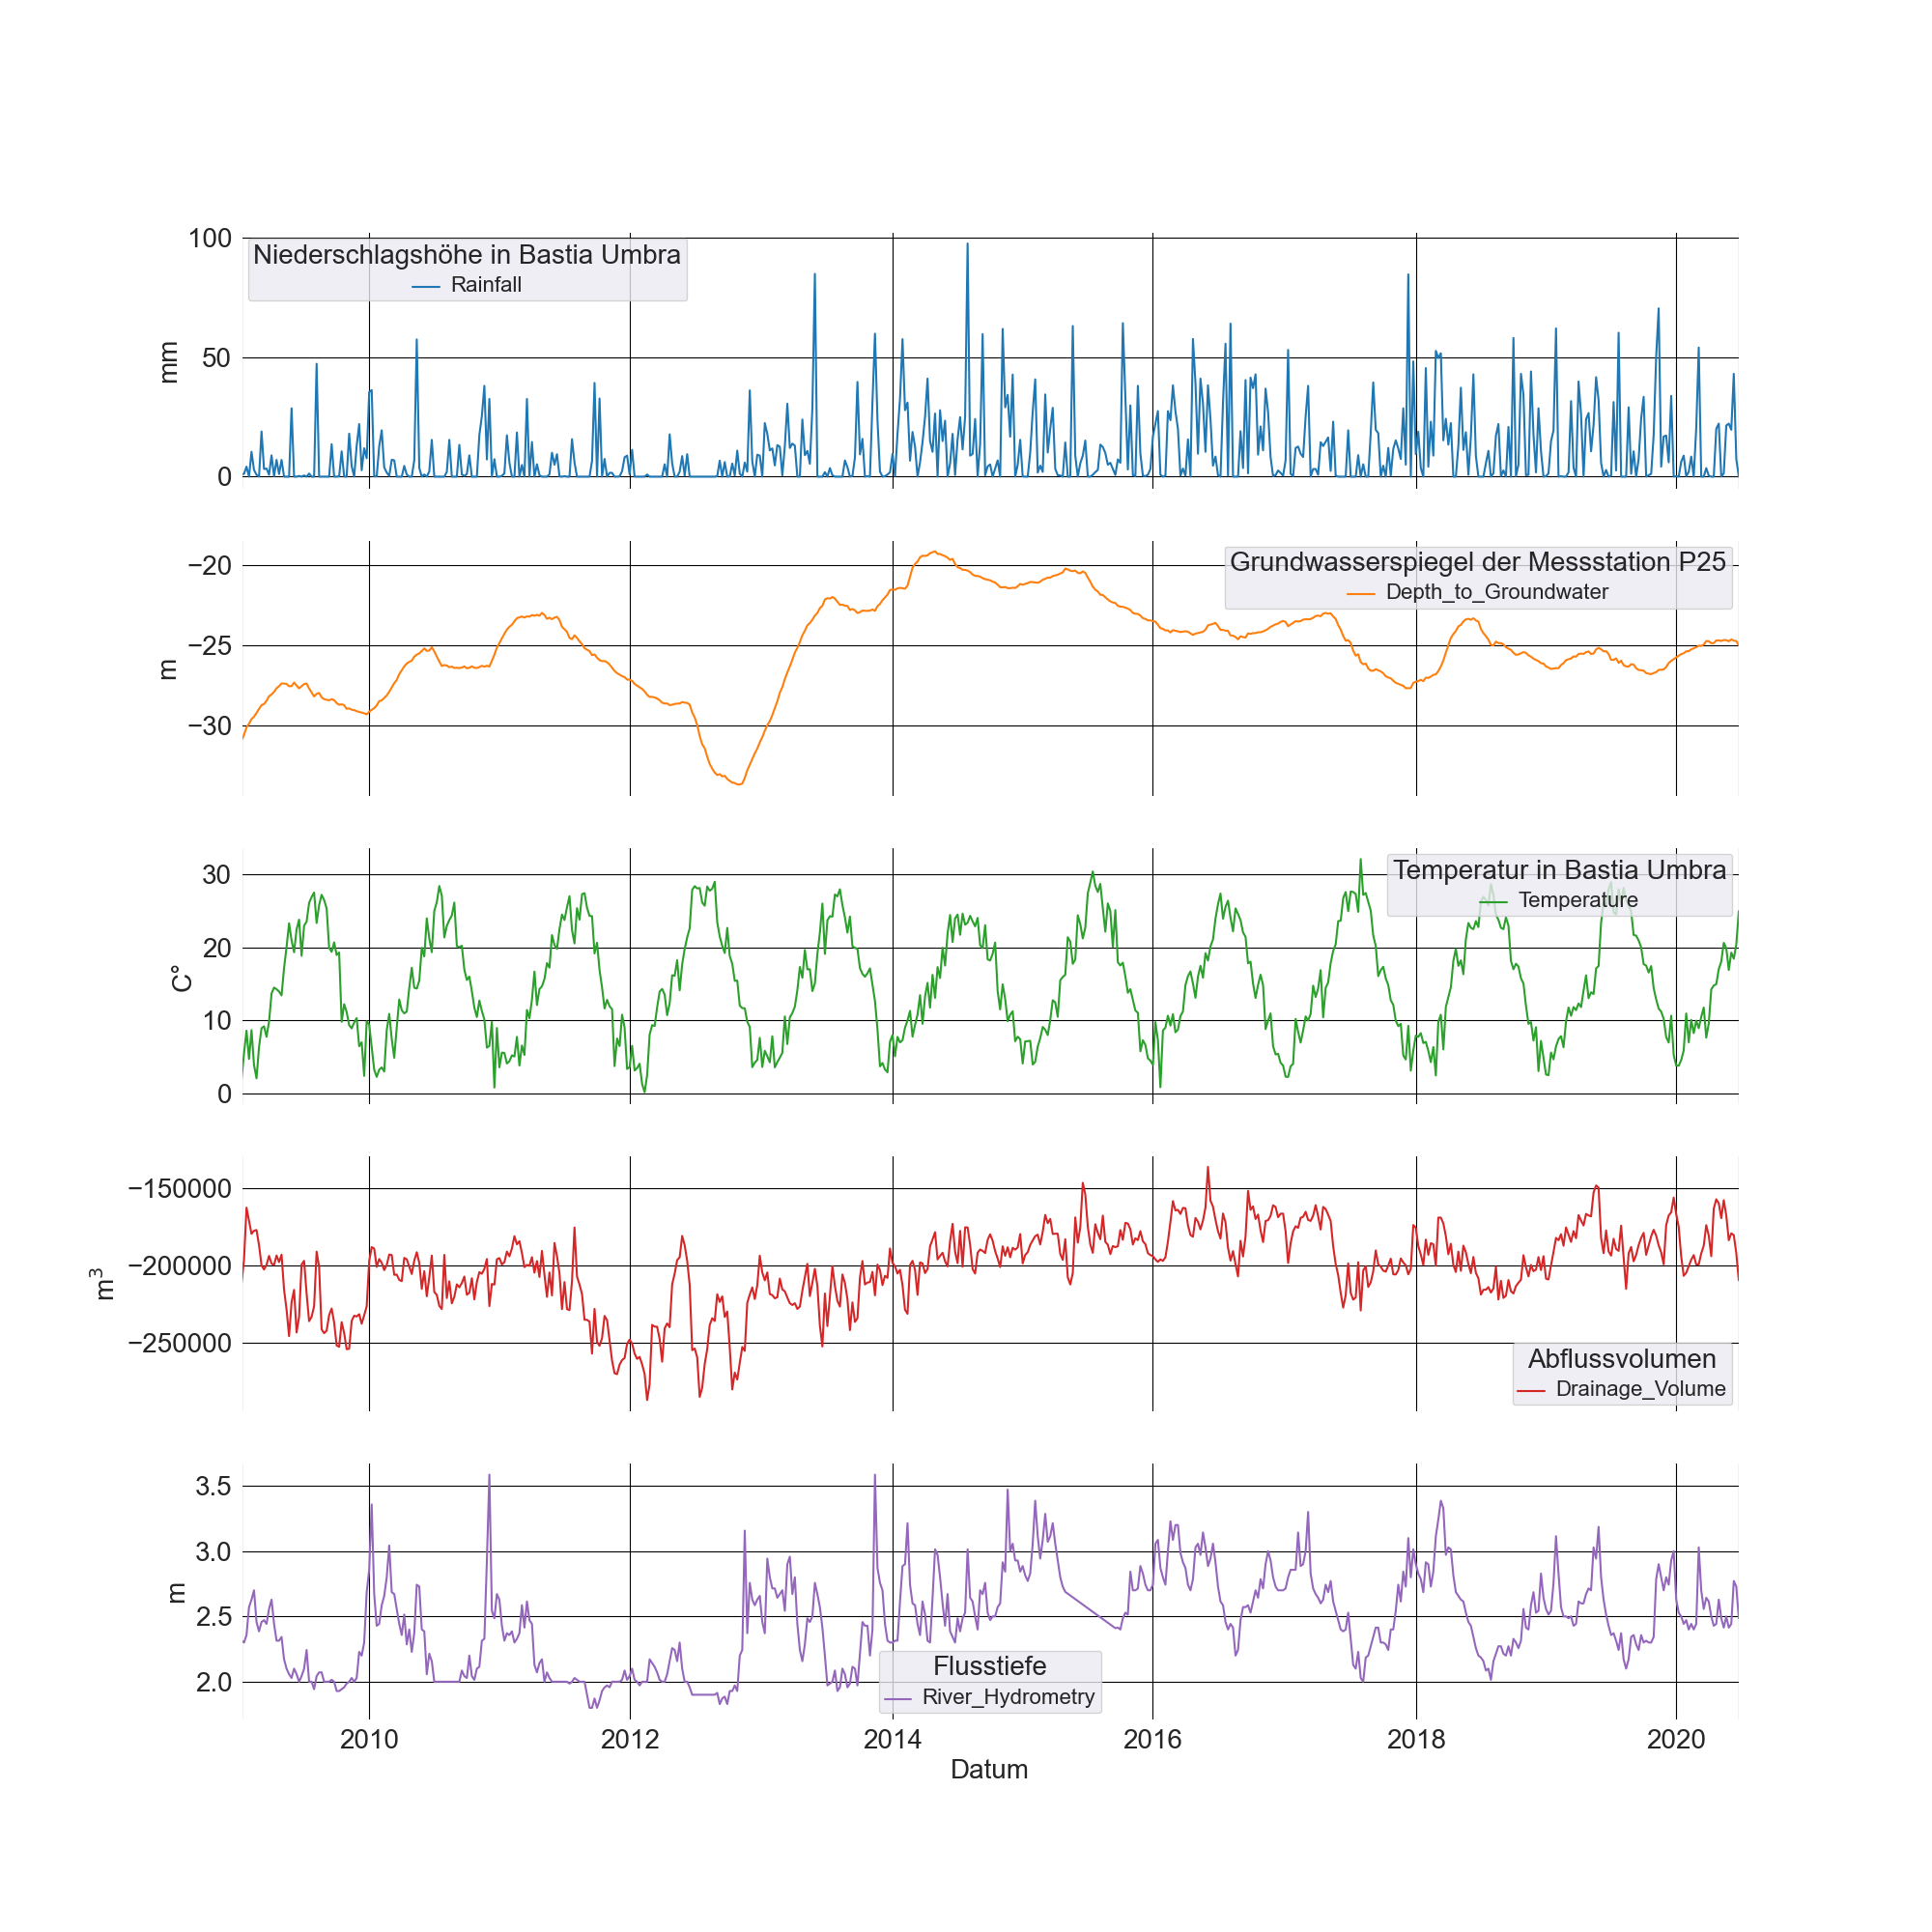 100
50
0
mm
Niederschlagshöhe in Bastia Umbra
Rainfall
−20
−25
−30
m
Grundwasserspiegel der Messstation P25
Depth_to_Groundwater
30
20
10
0
C°
Temperatur in Bastia Umbra
Temperature
−150000
−200000
−250000
m³
Abflussvolumen
Drainage_Volume
3.5
3.0
2.5
2.0
m
Flusstiefe
River_Hydrometry
2010 2012 2014 2016 2018 2020
Datum